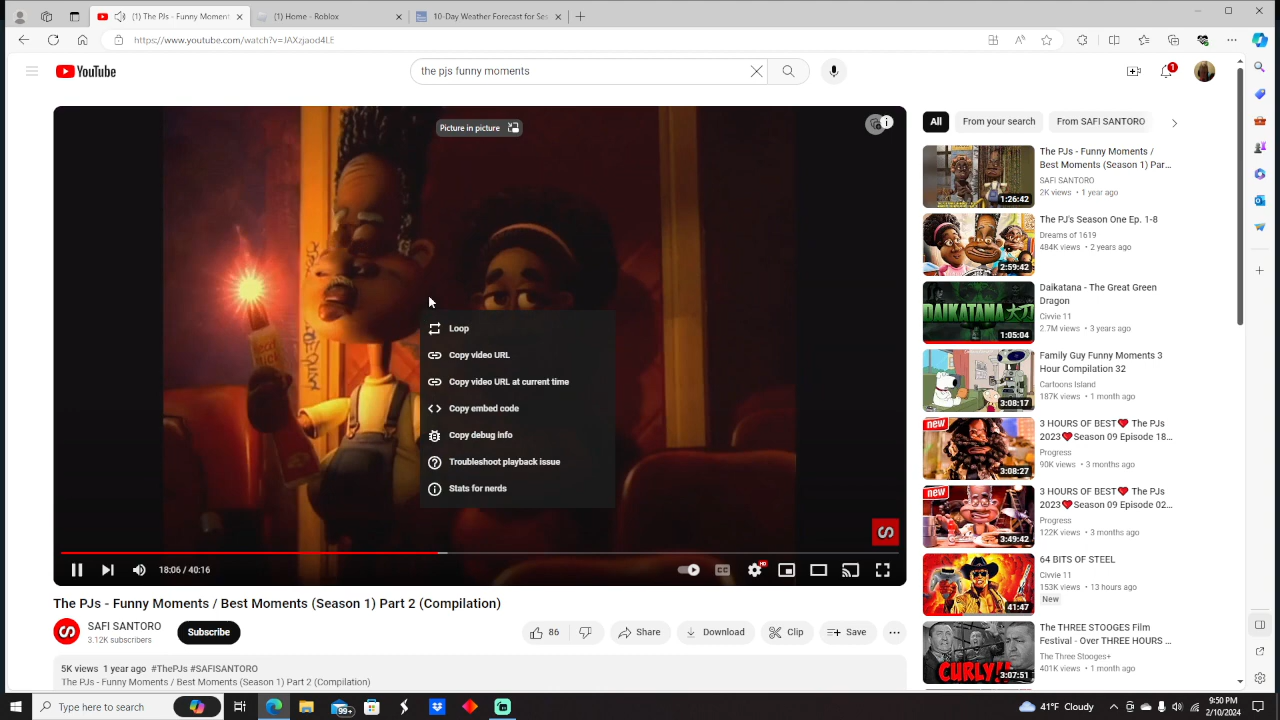 (1) The PJs - Funny Moment
(1) Home - Roblox
10-Day Weather Forecast for Ses
https://www.youtube.com/watch?v=JAXzjaod4LE
YouTube
the pjs funny moments
1
Picture in picture
Loop
Copy video URL
Copy video URL at current time
Copy embed code
Copy debug info
Troubleshoot playback issue
Stats for nerds
18:06 / 40:16
CC
HD
The PJs - Funny Moments / Best Moments (Season 1) Part 2 (Compilation)
SAFI SANTORO
3.12K subscribers
Subscribe
86
Share
Download
Clip
Save
5K views 1 year ago #ThePJs #SAFISANTORO
The PJs - Funny Moments / Best Moments (Season 1) Part 2 (Compilation)
All
From your search
From SAFI SANTORO
1:26:42
The PJs - Funny Moments /
Best Moments (Season 1) Par...
SAFI SANTORO
2K views • 1 year ago
2:59:42
The PJ's Season One Ep. 1-8
Dreams of 1619
484K views • 2 years ago
DAIKATANA
1:05:04
Daikatana - The Great Green
Dragon
Civvie 11
2.7M views • 3 years ago
3:08:17
Family Guy Funny Moments 3
Hour Compilation 32
Cartoons Island
187K views • 1 month ago
new
3:08:27
3 HOURS OF BEST❤️ The PJs
2023❤️Season 09 Episode 18...
Progress
90K views • 3 months ago
new
3:49:42
3 HOURS OF BEST❤️ The PJs
2023❤️Season 09 Episode 02...
Progress
122K views • 3 months ago
41:47
64 BITS OF STEEL
Civvie 11
153K views • 13 hours ago
New
CURLY!!
3:07:51
The THREE STOOGES Film
Festival - Over THREE HOURS ...
The Three Stooges+
401K views • 1 month ago
Type here to search
99+
41°F Cloudy
9:50 PM
2/10/2024